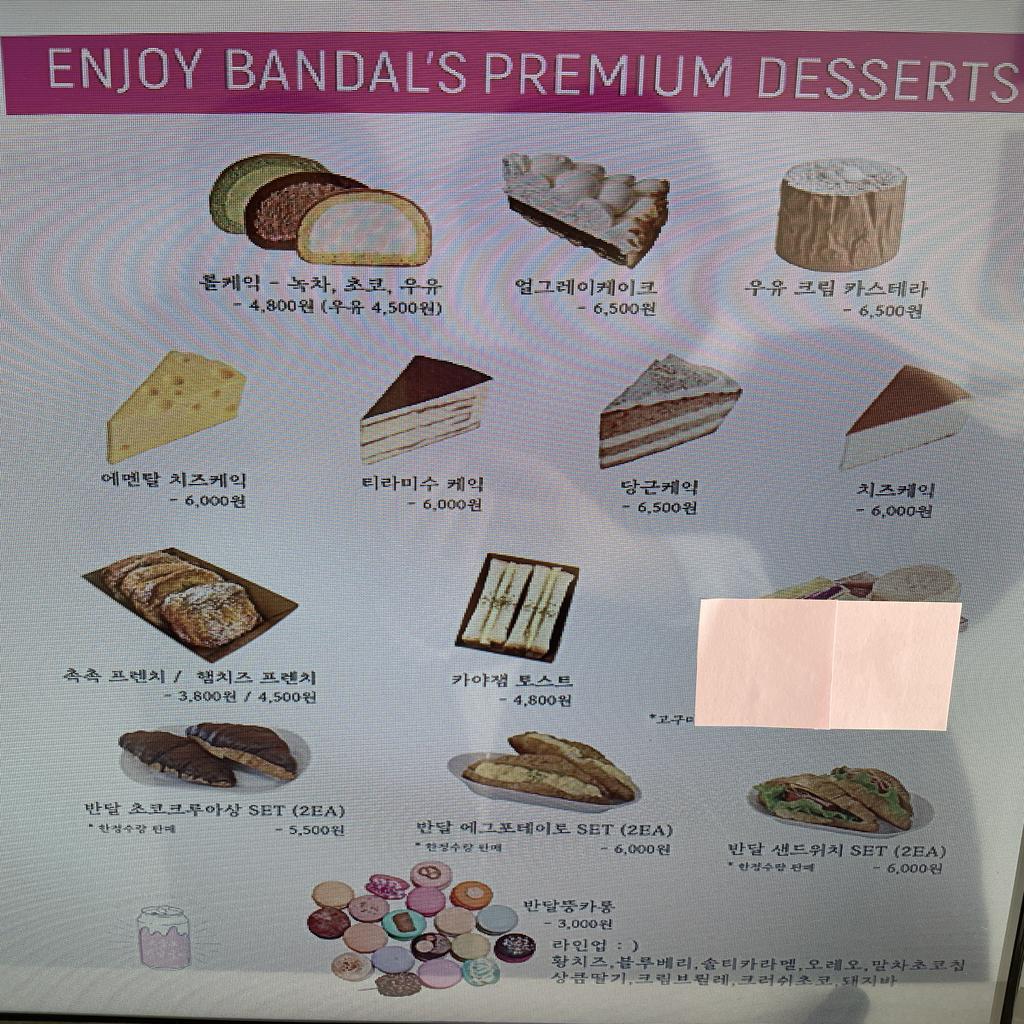 ENJOY BANDAL'S PREMIUM DESSERTS
롤케익 - 녹차, 초코, 우유
- 4,800원 (우유 4,500원)
얼그레이케이크
- 6,500원
우유 크림 카스테라
- 6,500원
에멘탈 치즈케익
- 6,000원
티라미수 케익
- 6,000원
당근케익
- 6,500원
치즈케익
- 6,000원
촉촉 프렌치 / 햄치즈 프렌치
- 3,800원 / 4,500원
카야잼 토스트
- 4,800원
*고구마
반달 초코크루아상 SET (2EA)
* 한정수량 판매 - 5,500원
반달 에그포테이토 SET (2EA)
* 한정수량 판매 - 6,000원
반달 샌드위치 SET (2EA)
* 한정수량 판매 - 6,000원
반달뚱카롱
- 3,000원
라인업 : )
황치즈,블루베리,솔티카라멜,오레오,말차초코칩
상큼딸기,크림브륄레,크러쉬초코,돼지바